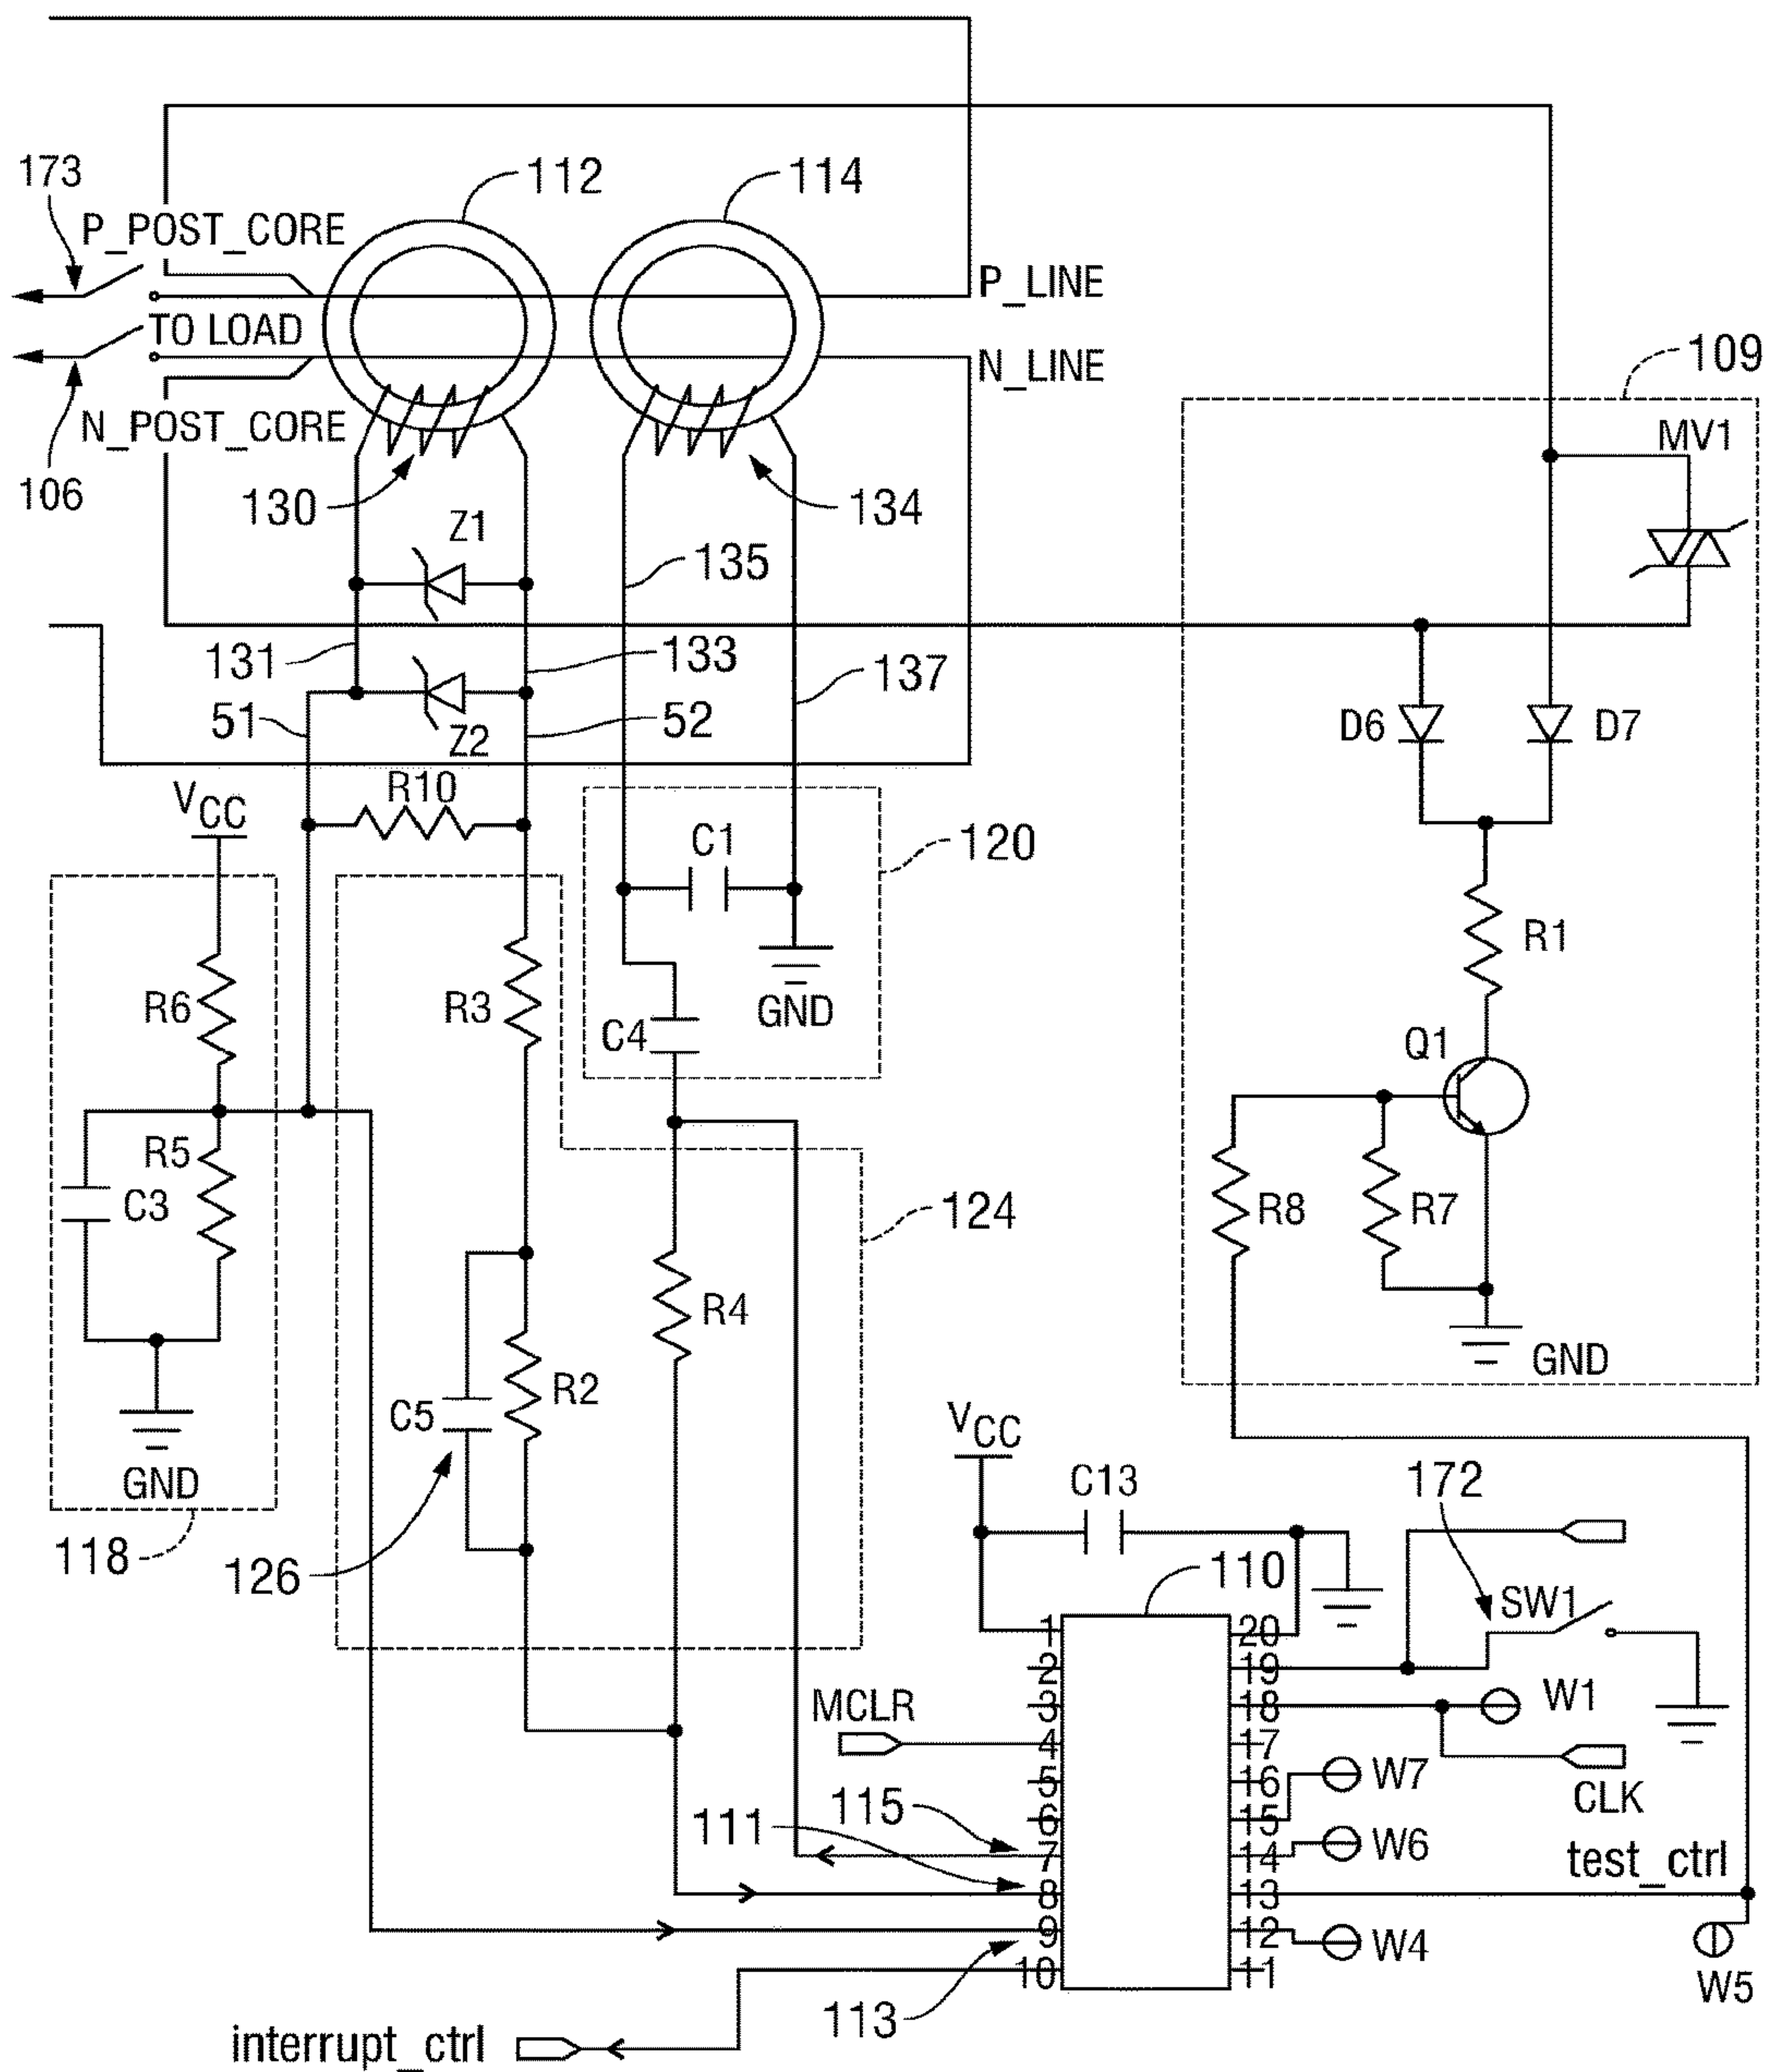 173
112
114
P_POST_CORE
P_LINE
TO LOAD
N_LINE
109
N_POST_CORE
MV1
106
130
134
Z1
135
131
133
137
51
52
Z2
D6
D7
R10
VCC
C1
120
R1
R6
R3
C4
GND
Q1
R5
C3
R8
R7
124
R4
GND
R2
C5
VCC
GND
C13
172
118
126
110
SW1
1
20
2
19
3
18
W1
MCLR
4
17
5
16
W7
CLK
115
6
15
111
7
14
W6
test_ctrl
8
13
9
12
W4
10
11
W5
113
interrupt_ctrl